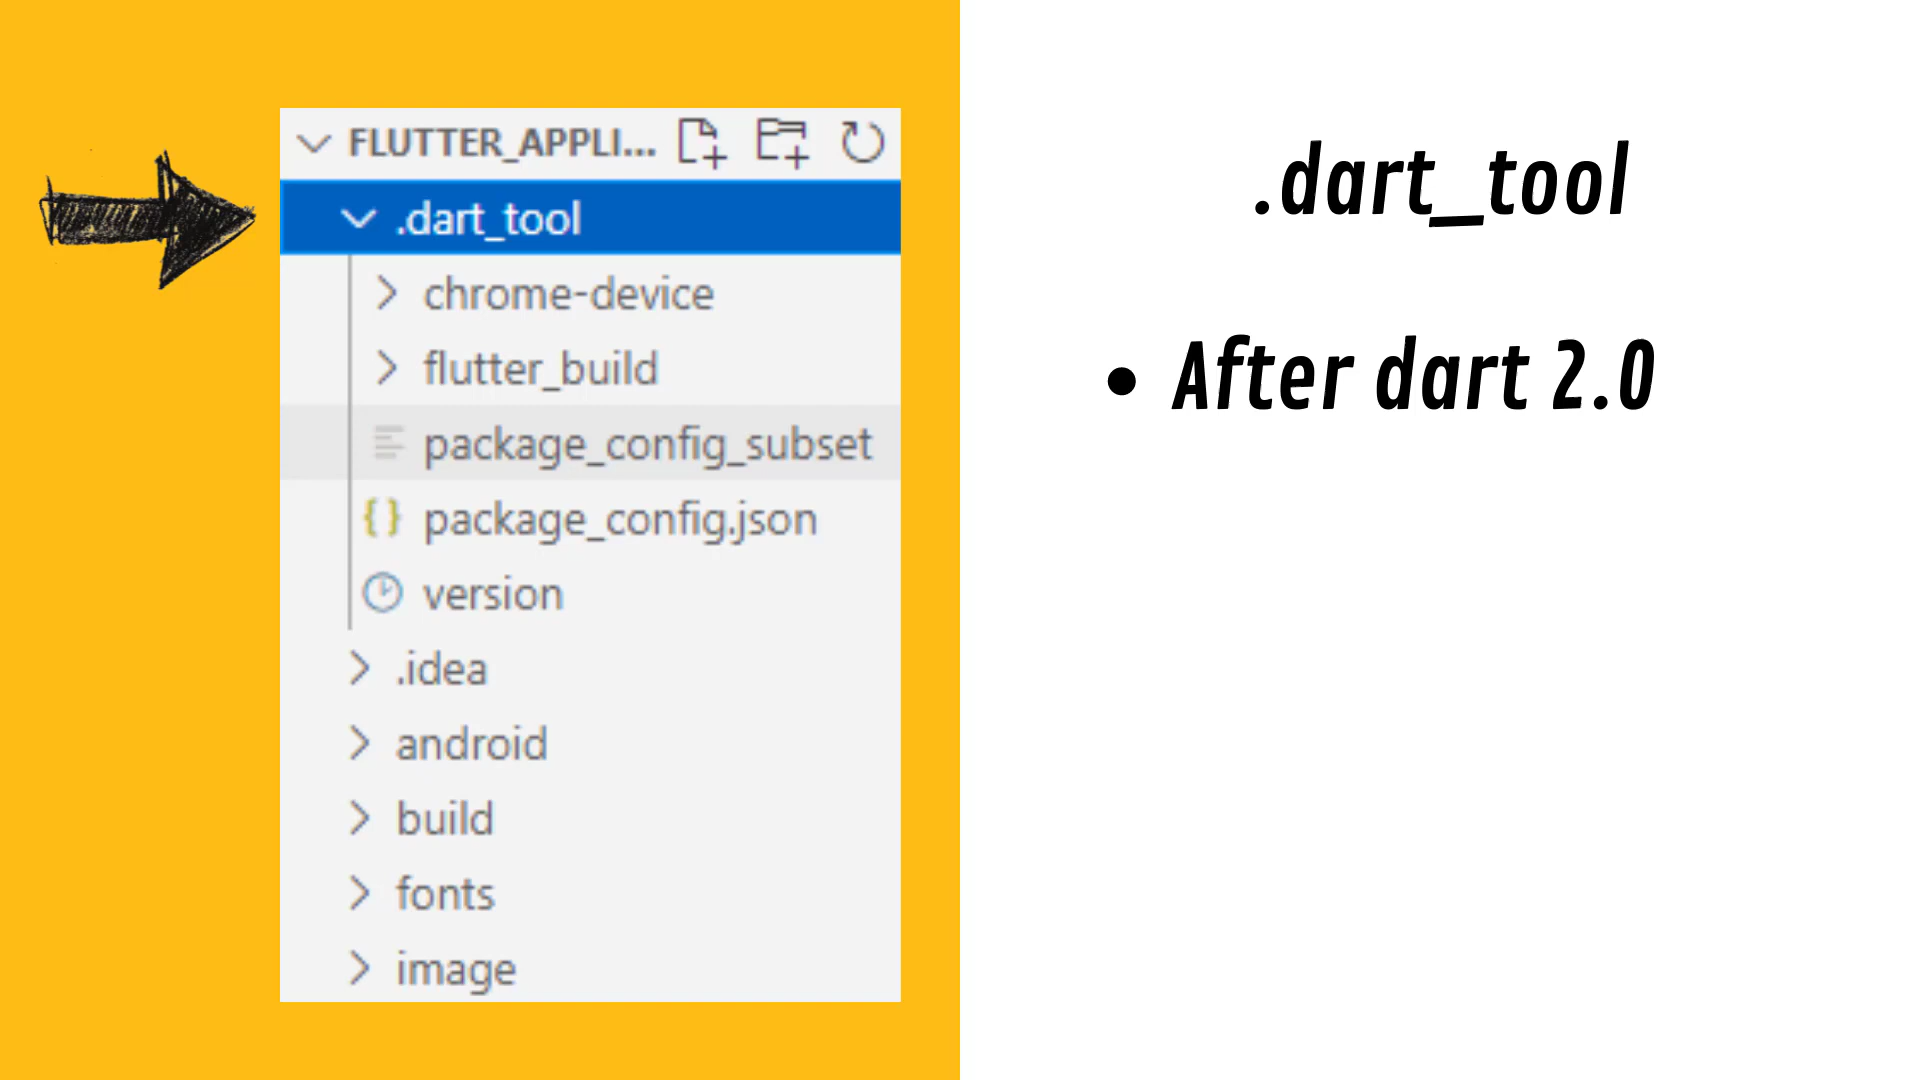 FLUTTER_APPLI...
.dart_tool
chrome-device
flutter_build
package_config_subset
package_config.json
version
.idea
android
build
fonts
image
.dart_tool
• After dart 2.0